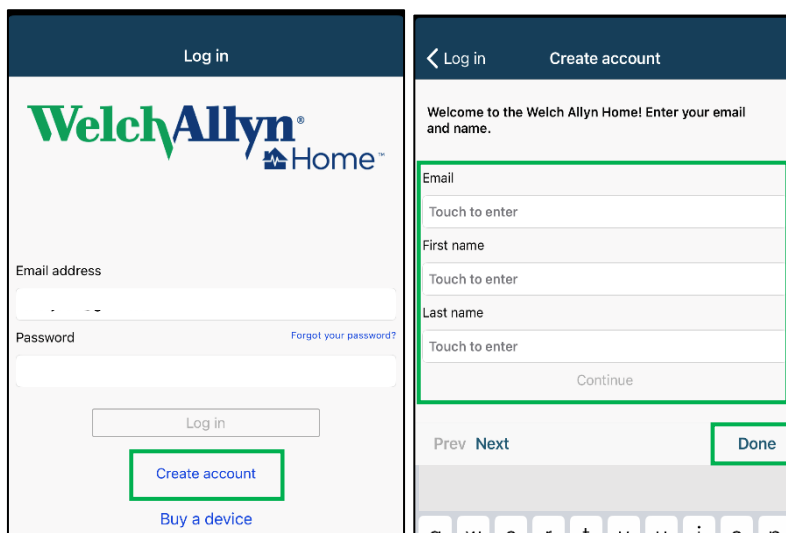 Log in
WelchAllyn®
Home™
Email address
Password
Forgot your password?
Log in
Create account
Buy a device
Log in
Create account
Welcome to the Welch Allyn Home! Enter your email
and name.
Email
Touch to enter
First name
Touch to enter
Last name
Touch to enter
Continue
Prev Next
Done